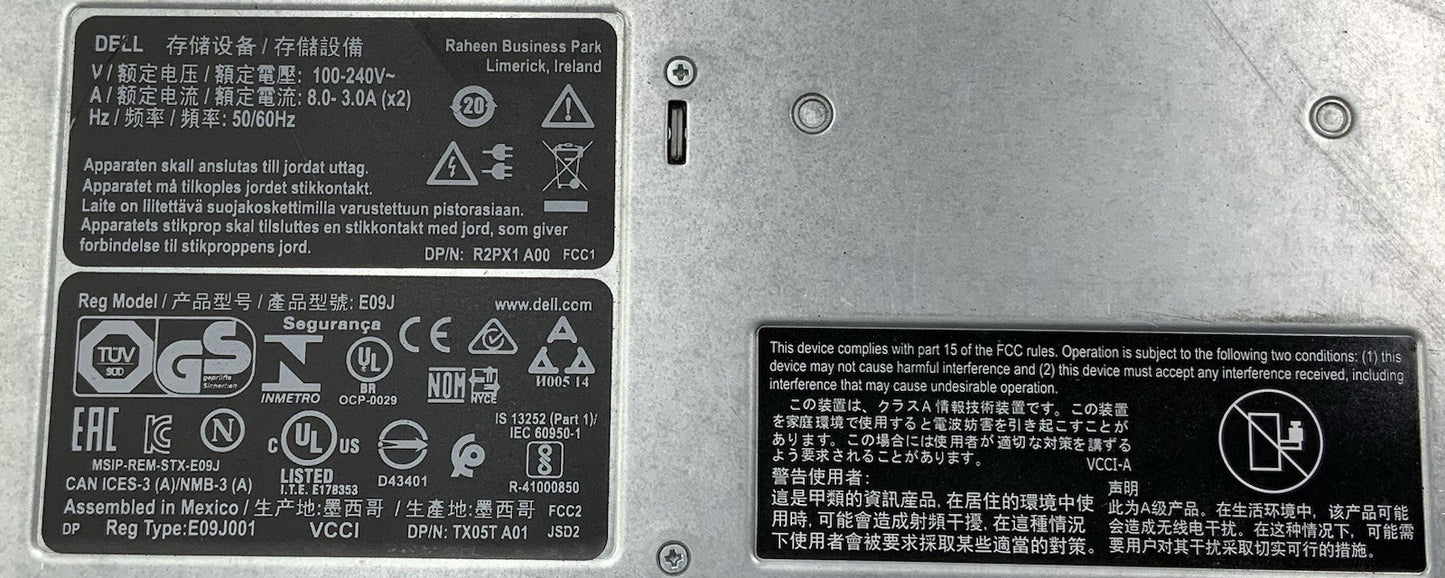 DELL 存储设备 / 存儲設備
Raheen Business Park
Limerick, Ireland
V / 额定电压 / 額定電壓: 100-240V~
A / 额定电流 / 額定電流: 8.0- 3.0A (x2)
Hz / 频率 / 頻率: 50/60Hz
20
Apparaten skall anslutas till jordat uttag.
Apparatet må tilkoples jordet stikkontakt.
Laite on liitettävä suojakoskettimilla varustettuun pistorasiaan.
Apparatets stikprop skal tilsluttes en stikkontakt med jord, som giver
forbindelse til stikproppens jord.
DP/N: R2PX1 A00 FCC1
Reg Model / 产品型号 / 產品型號: E09J
www.dell.com
TÜV
SÜD
GS
geprüfte
Sicherheit
Segurança
INMETRO
UL
BR
OCP-0029
CE
NOM
NYCE
И005 14
EAC
KC
N
MSIP-REM-STX-E09J
CAN ICES-3 (A)/NMB-3 (A)
C UL US
LISTED
I.T.E. E178353
D43401
IS 13252 (Part 1)/
IEC 60950-1
R-41000850
Assembled in Mexico / 生产地:墨西哥 / 生產地:墨西哥 FCC2
DP Reg Type:E09J001 VCCI DP/N: TX05T A01 JSD2
This device complies with part 15 of the FCC rules. Operation is subject to the following two conditions: (1) this
device may not cause harmful interference and (2) this device must accept any interference received, including
interference that may cause undesirable operation.
この装置は、クラスA 情報技術装置です。この装置
を家庭環境で使用すると電波妨害を引き起こすことが
あります。この場合には使用者が適切な対策を講ずる
よう要求されることがあります。
VCCI-A
警告使用者:
這是甲類的資訊産品, 在居住的環境中使
用時, 可能會造成射頻干擾, 在這種情況
下使用者會被要求採取某些適當的對策。
声明
此为A级产品。在生活环境中, 该产品可能
会造成无线电干扰。在这种情况下, 可能需
要用户对其干扰采取切实可行的措施。